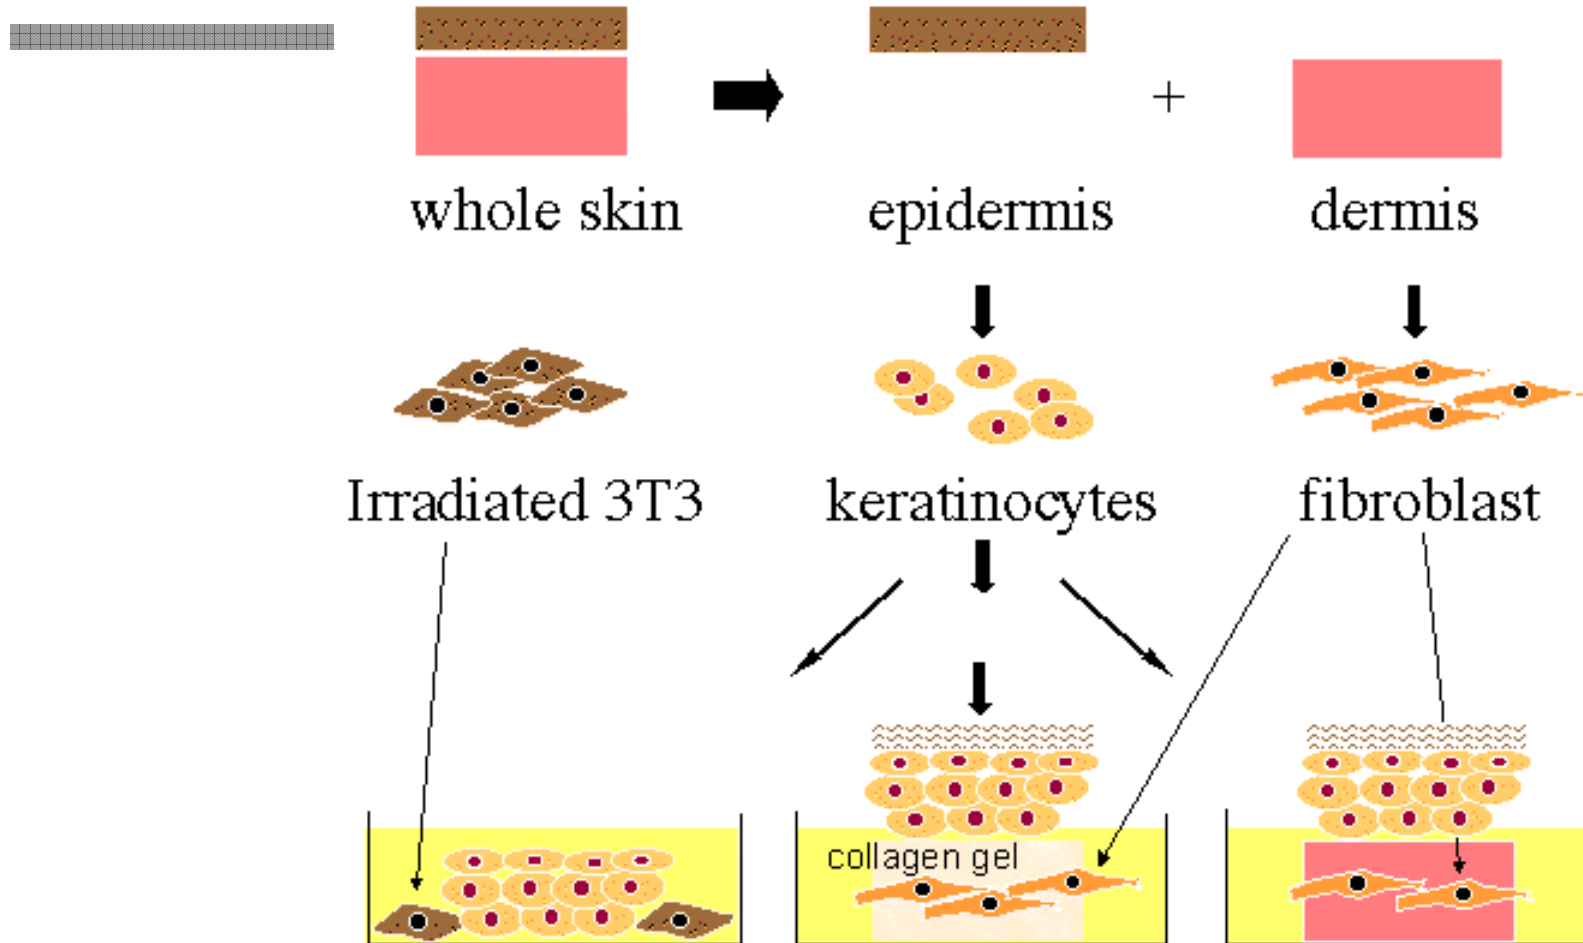 whole skin
epidermis
+
dermis
Irradiated 3T3
keratinocytes
fibroblast
collagen gel